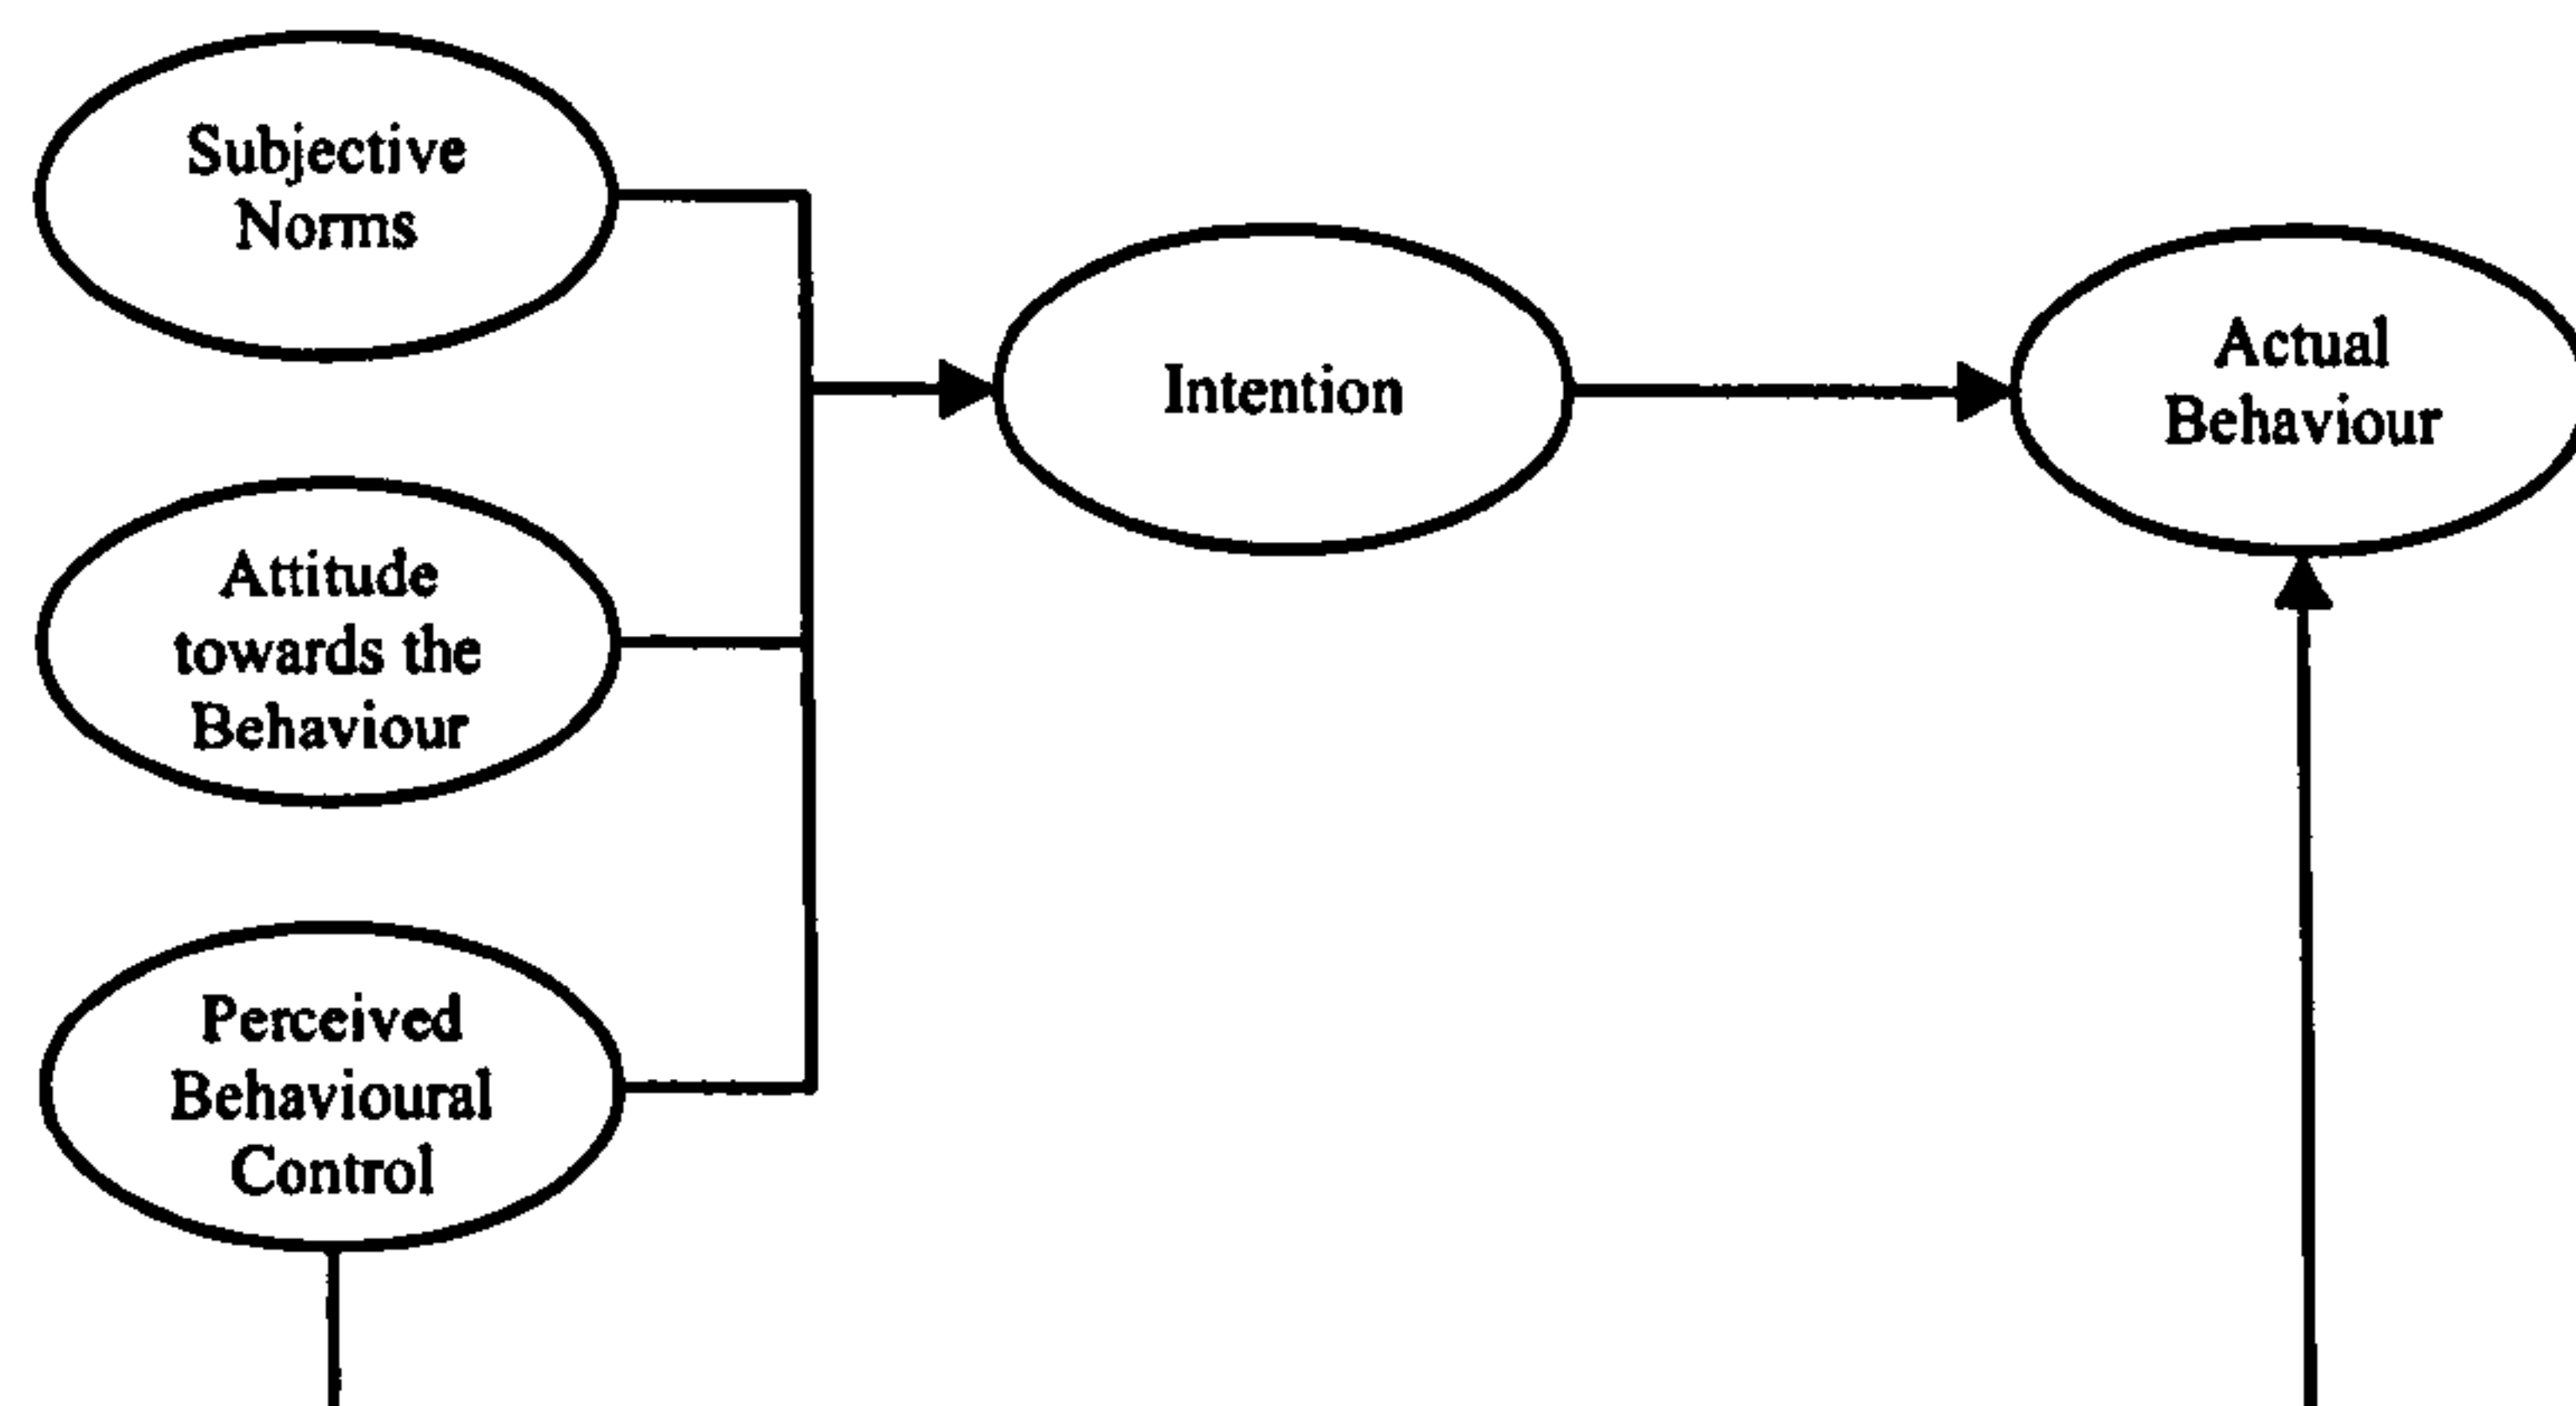 Subjective
Norms
Attitude
towards the
Behaviour
Perceived
Behavioural
Control
Intention
Actual
Behaviour